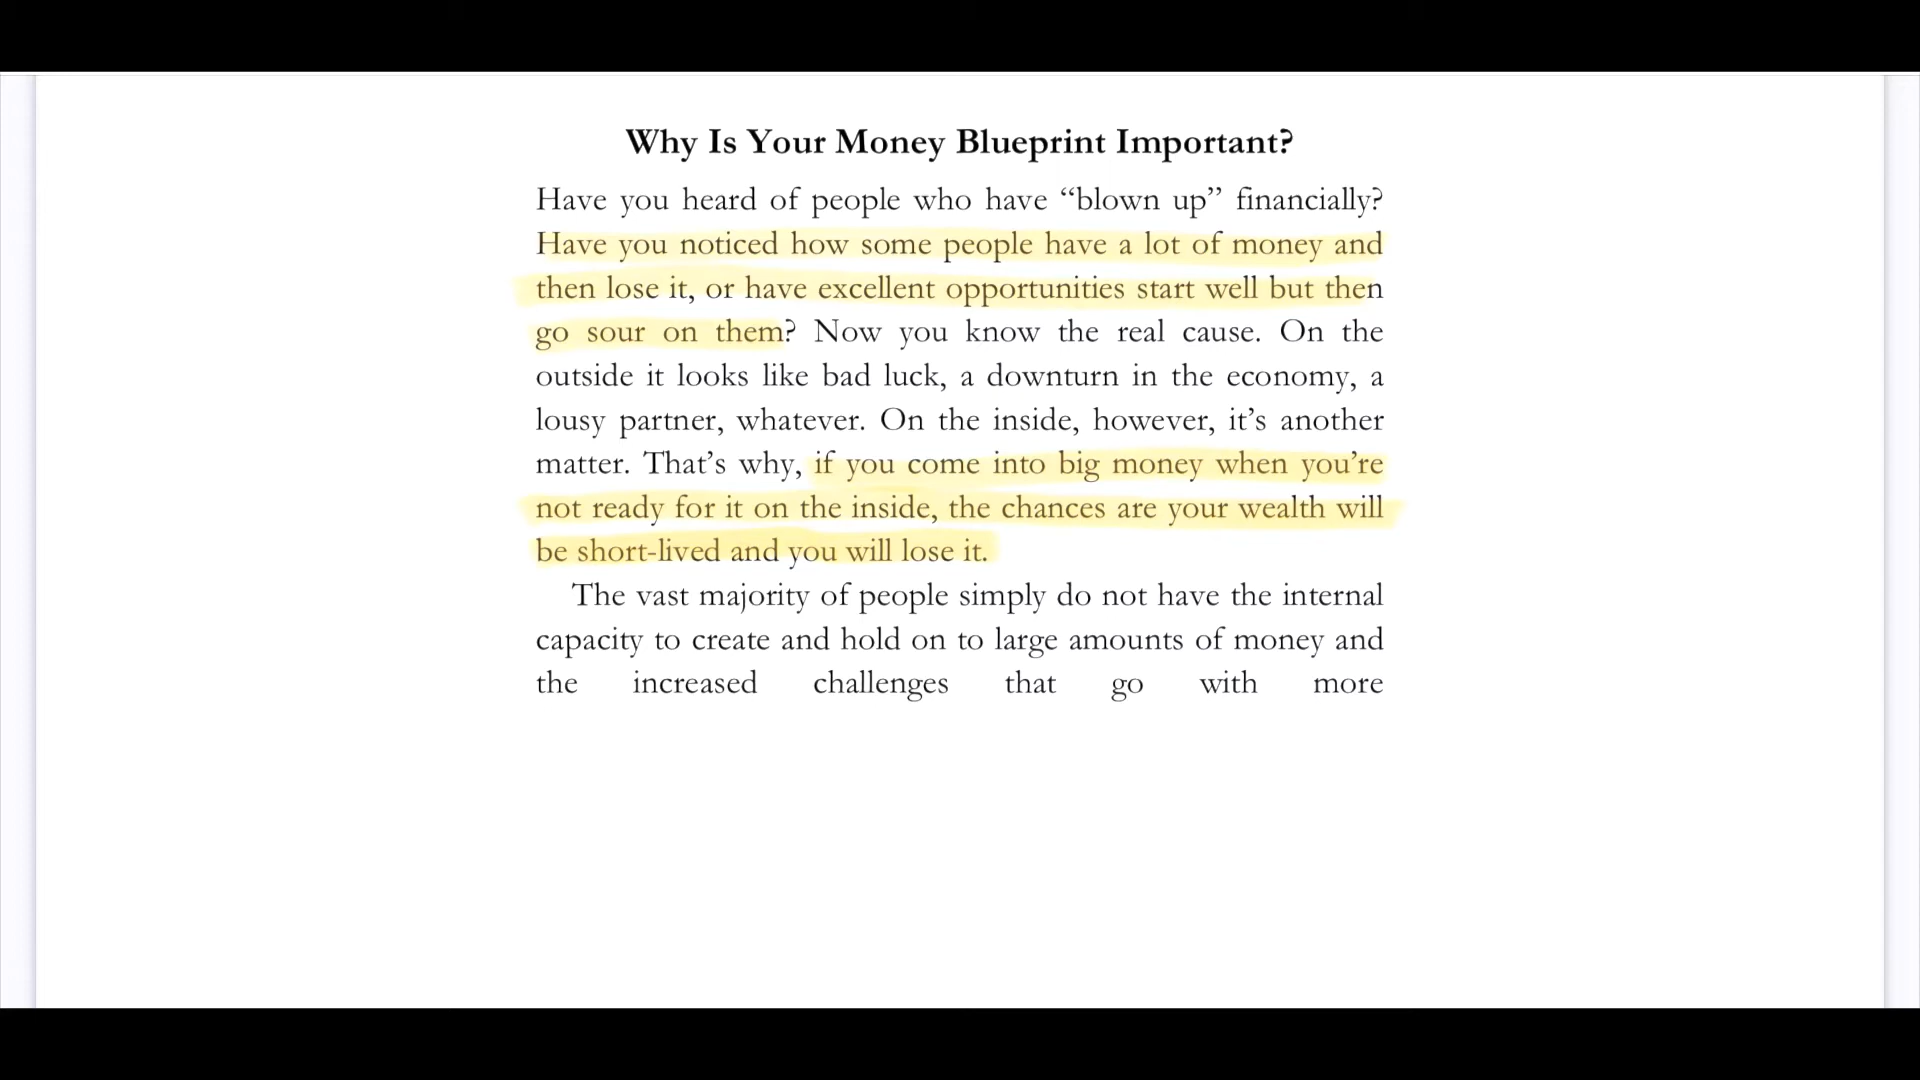 Why Is Your Money Blueprint Important?
Have you heard of people who have “blown up” financially?
Have you noticed how some people have a lot of money and
then lose it, or have excellent opportunities start well but then
go sour on them? Now you know the real cause. On the
outside it looks like bad luck, a downturn in the economy, a
lousy partner, whatever. On the inside, however, it’s another
matter. That’s why, if you come into big money when you’re
not ready for it on the inside, the chances are your wealth will
be short-lived and you will lose it.
The vast majority of people simply do not have the internal
capacity to create and hold on to large amounts of money and
the increased challenges that go with more